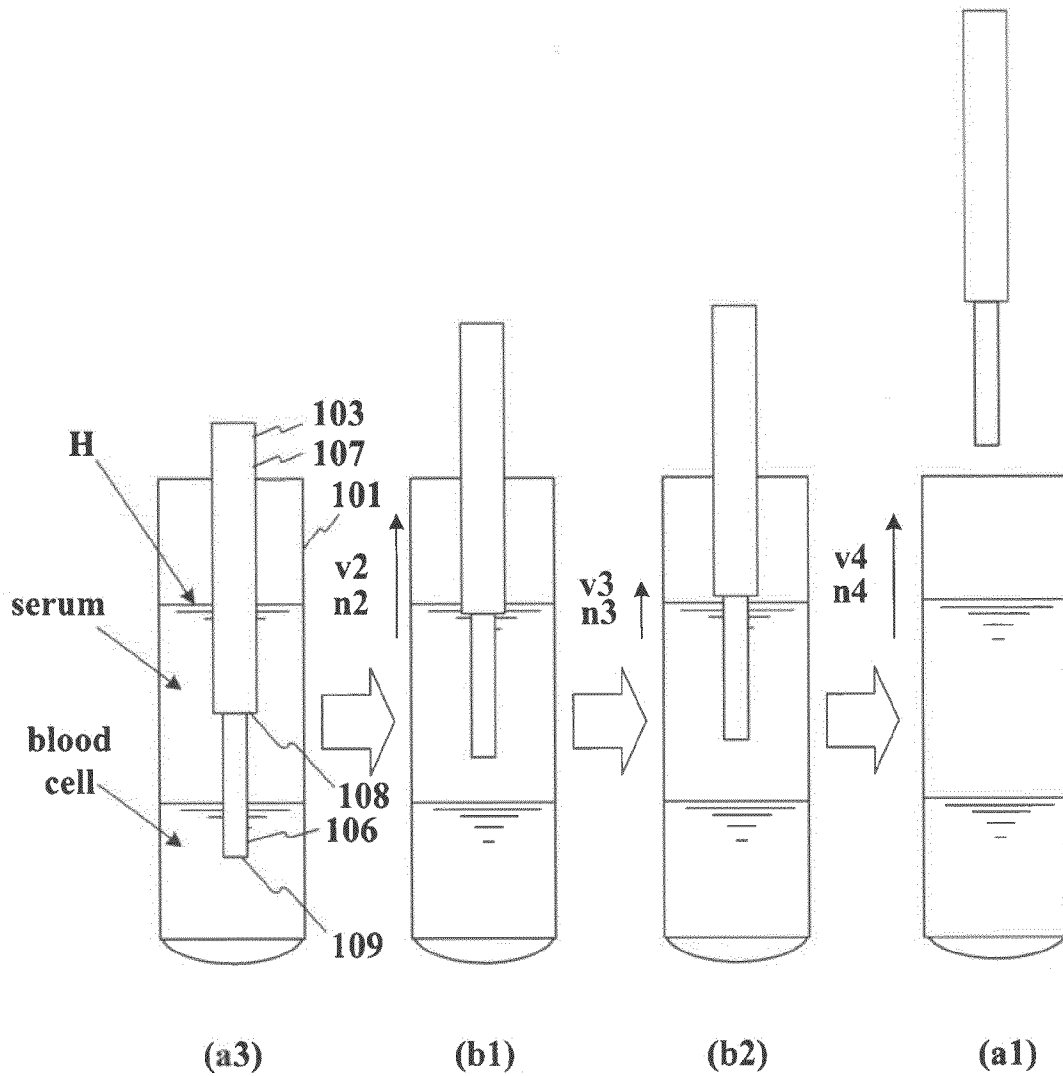 103
107
H
101
v2
n2
v3
n3
v4
n4
serum
blood
cell
108
106
109
(a3)
(b1)
(b2)
(a1)